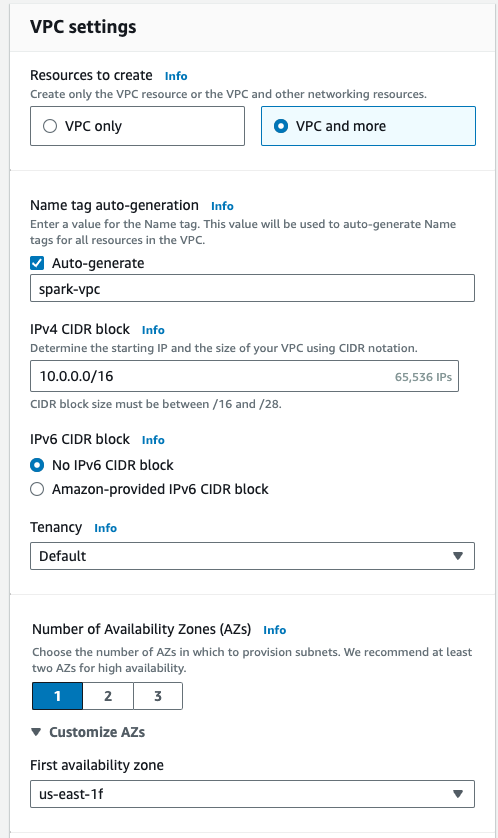 VPC settings
Resources to create Info
Create only the VPC resource or the VPC and other networking resources.
VPC only
VPC and more
Name tag auto-generation Info
Enter a value for the Name tag. This value will be used to auto-generate Name
tags for all resources in the VPC.
Auto-generate
spark-vpc
IPv4 CIDR block Info
Determine the starting IP and the size of your VPC using CIDR notation.
10.0.0.0/16 65,536 IPs
CIDR block size must be between /16 and /28.
IPv6 CIDR block Info
No IPv6 CIDR block
Amazon-provided IPv6 CIDR block
Tenancy Info
Default
Number of Availability Zones (AZs) Info
Choose the number of AZs in which to provision subnets. We recommend at least
two AZs for high availability.
1 2 3
Customize AZs
First availability zone
us-east-1f